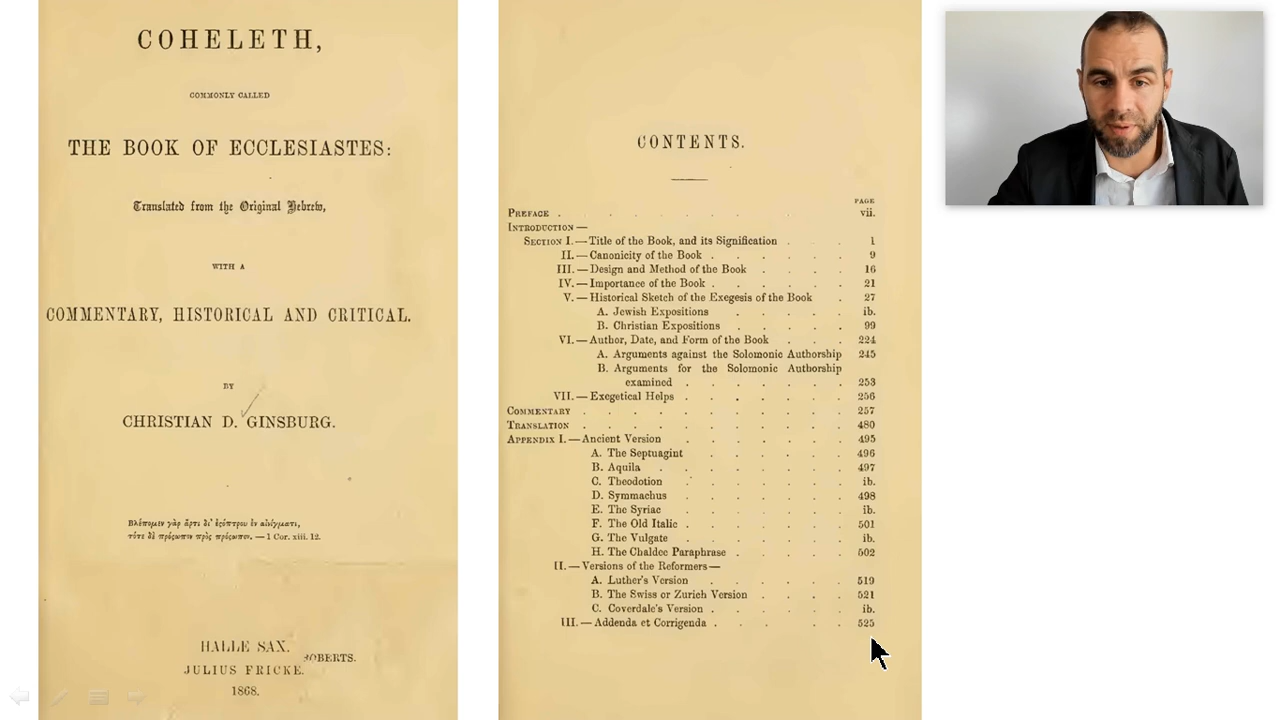 COHELETH,
COMMONLY CALLED
THE BOOK OF ECCLESIASTES:
Translated from the Original Hebrew,
WITH A
COMMENTARY, HISTORICAL AND CRITICAL.
BY
CHRISTIAN D. GINSBURG.
Βλέπομεν γὰρ ἄρτι δι' ἐσόπτρου ἐν αἰνίγματι,
τότε δὲ πρόσωπον πρὸς πρόσωπον. — 1 Cor. xiii. 12.
HALLE SAX.
OBERTS.
JULIUS FRICKE.
1868.
CONTENTS.
PAGE
PREFACE . . . . . . . vii.
INTRODUCTION —
SECTION I. — Title of the Book, and its Signification . . . 1
II. — Canonicity of the Book . . . . . 9
III. — Design and Method of the Book . . . . 16
IV. — Importance of the Book . . . . . 21
V. — Historical Sketch of the Exegesis of the Book . 27
A. Jewish Expositions . . . . . ib.
B. Christian Expositions . . . . 99
VI. — Author, Date, and Form of the Book . . . 224
A. Arguments against the Solomonic Authorship 245
B. Arguments for the Solomonic Authorship
examined . . . . . . 253
VII. — Exegetical Helps . . . . . . 256
COMMENTARY . . . . . . . . . 257
TRANSLATION . . . . . . . . . 480
APPENDIX I. — Ancient Version . . . . . . 495
A. The Septuagint . . . . . 496
B. Aquila . . . . . . 497
C. Theodotion . . . . . . ib.
D. Symmachus . . . . . 498
E. The Syriac . . . . . ib.
F. The Old Italic . . . . . 501
G. The Vulgate . . . . . ib.
H. The Chaldee Paraphrase . . . . 502
II. — Versions of the Reformers —
A. Luther's Version . . . . . 519
B. The Swiss or Zurich Version . . . . 521
C. Coverdale's Version . . . . . ib.
III. — Addenda et Corrigenda . . . . . 525